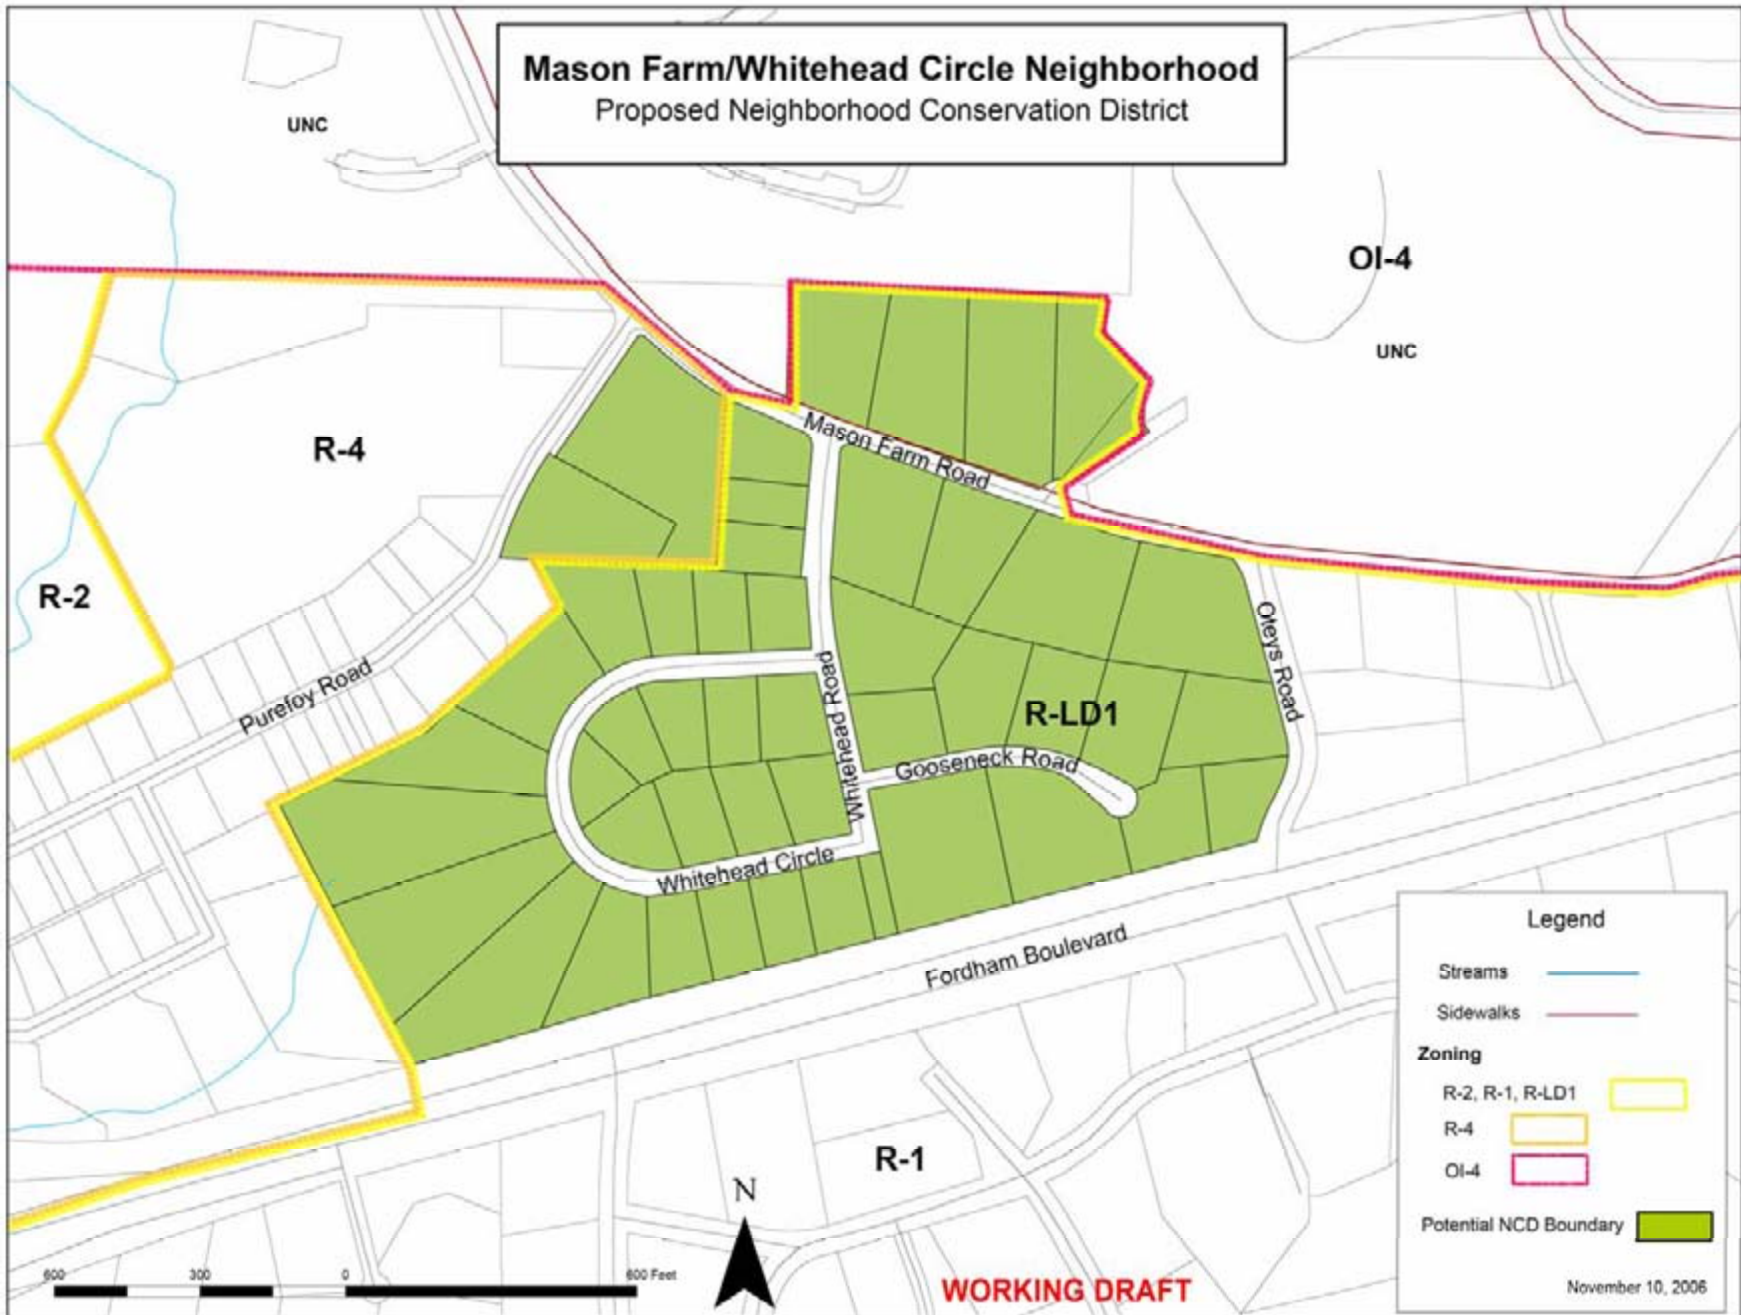 Mason Farm/Whitehead Circle Neighborhood
Proposed Neighborhood Conservation District
UNC
OI-4
UNC
R-4
Mason Farm Road
R-2
Oteys Road
Purefoy Road
Whitehead Road
R-LD1
Gooseneck Road
Whitehead Circle
Fordham Boulevard
R-1
N
600 300 0 600 Feet
WORKING DRAFT
Legend
Streams
Sidewalks
Zoning
R-2, R-1, R-LD1
R-4
OI-4
Potential NCD Boundary
November 10, 2006